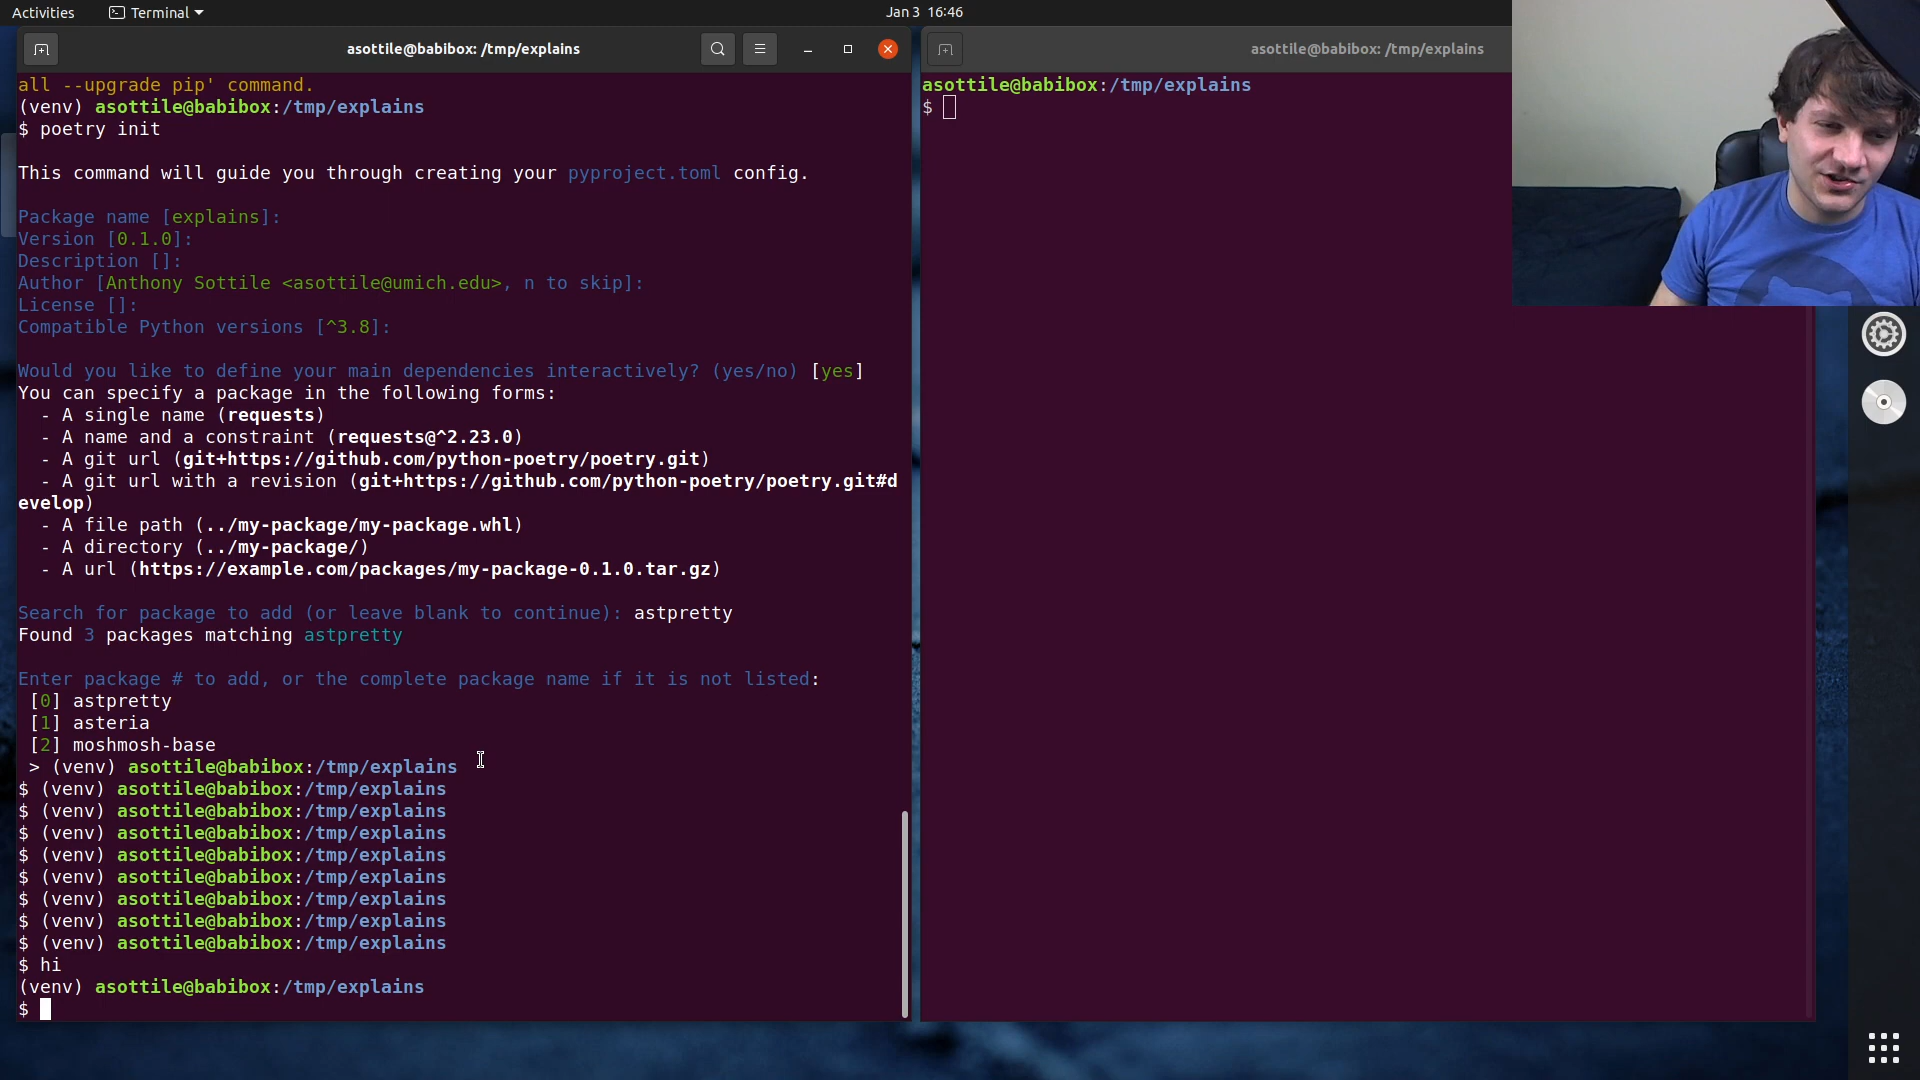 Activities
Terminal
Jan 3 16:46
asottile@babibox: /tmp/explains
all --upgrade pip' command.
(venv) asottile@babibox:/tmp/explains
$ poetry init
This command will guide you through creating your pyproject.toml config.
Package name [explains]:
Version [0.1.0]:
Description []:
Author [Anthony Sottile <asottile@umich.edu>, n to skip]:
License []:
Compatible Python versions [^3.8]:
Would you like to define your main dependencies interactively? (yes/no) [yes]
You can specify a package in the following forms:
- A single name (requests)
- A name and a constraint (requests@^2.23.0)
- A git url (git+https://github.com/python-poetry/poetry.git)
- A git url with a revision (git+https://github.com/python-poetry/poetry.git#d
evelop)
- A file path (../my-package/my-package.whl)
- A directory (../my-package/)
- A url (https://example.com/packages/my-package-0.1.0.tar.gz)
Search for package to add (or leave blank to continue): astpretty
Found 3 packages matching astpretty
Enter package # to add, or the complete package name if it is not listed:
[0] astpretty
[1] asteria
[2] moshmosh-base
> (venv) asottile@babibox:/tmp/explains
$ (venv) asottile@babibox:/tmp/explains
$ (venv) asottile@babibox:/tmp/explains
$ (venv) asottile@babibox:/tmp/explains
$ (venv) asottile@babibox:/tmp/explains
$ (venv) asottile@babibox:/tmp/explains
$ (venv) asottile@babibox:/tmp/explains
$ (venv) asottile@babibox:/tmp/explains
$ (venv) asottile@babibox:/tmp/explains
$ hi
(venv) asottile@babibox:/tmp/explains
$
asottile@babibox: /tmp/explains
asottile@babibox:/tmp/explains
$